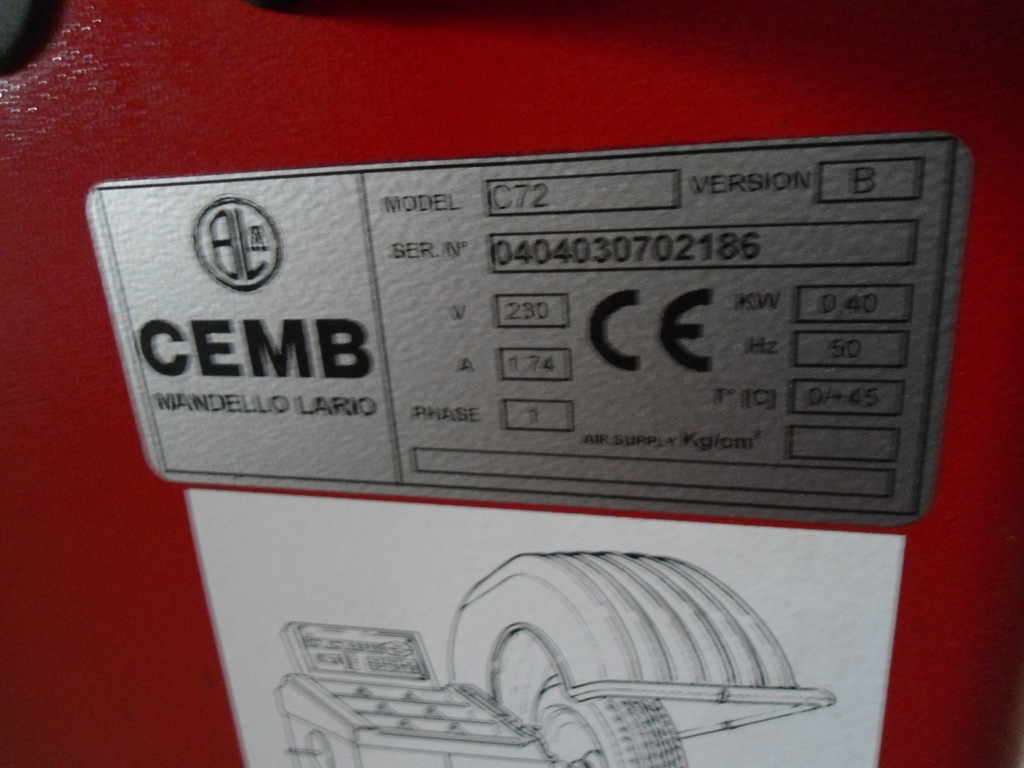 MODEL C72 VERSION B
SER. N° 0404030702186
CEMB
MANDELLO LARIO
V 230 CE KW 0.40
A 1.74 Hz 50
PHASE 1 T° [C] 0/+45
AIR SUPPLY Kg/cm²